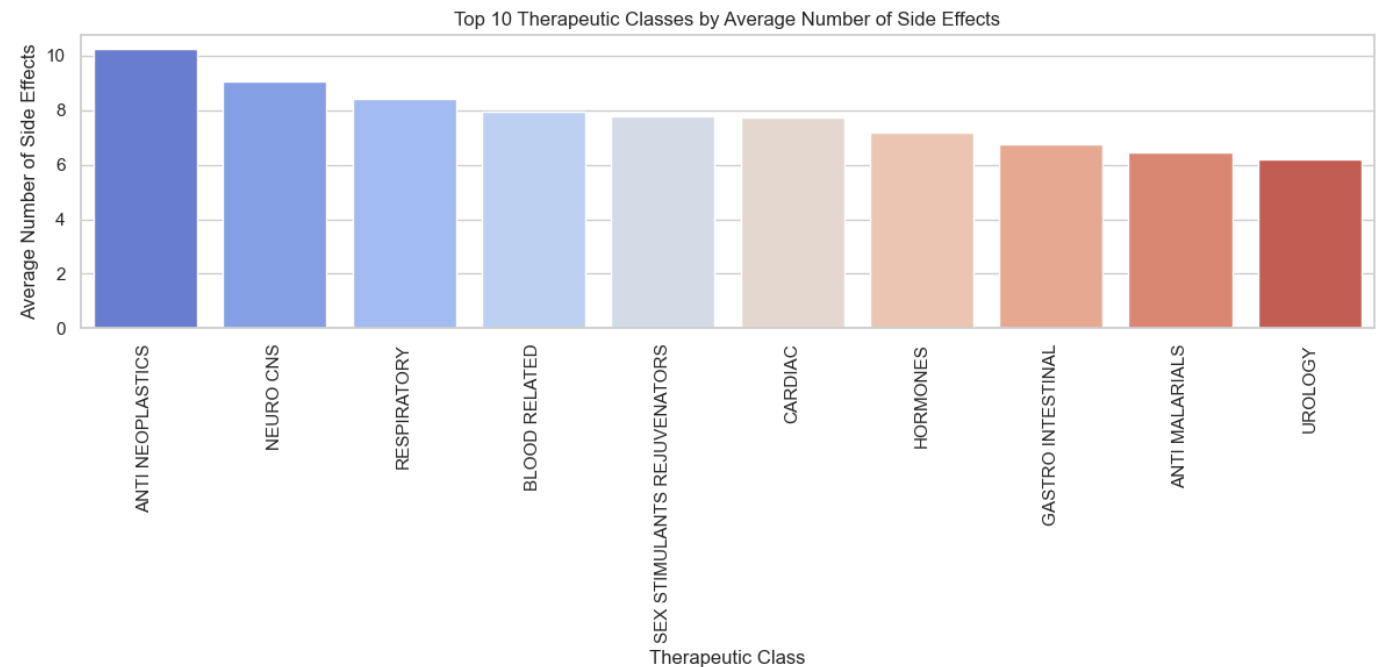 Top 10 Therapeutic Classes by Average Number of Side Effects
Average Number of Side Effects
10
8
6
4
2
0
ANTI NEOPLASTICS
NEURO CNS
RESPIRATORY
BLOOD RELATED
SEX STIMULANTS REJUVENATORS
CARDIAC
HORMONES
GASTRO INTESTINAL
ANTI MALARIALS
UROLOGY
Therapeutic Class